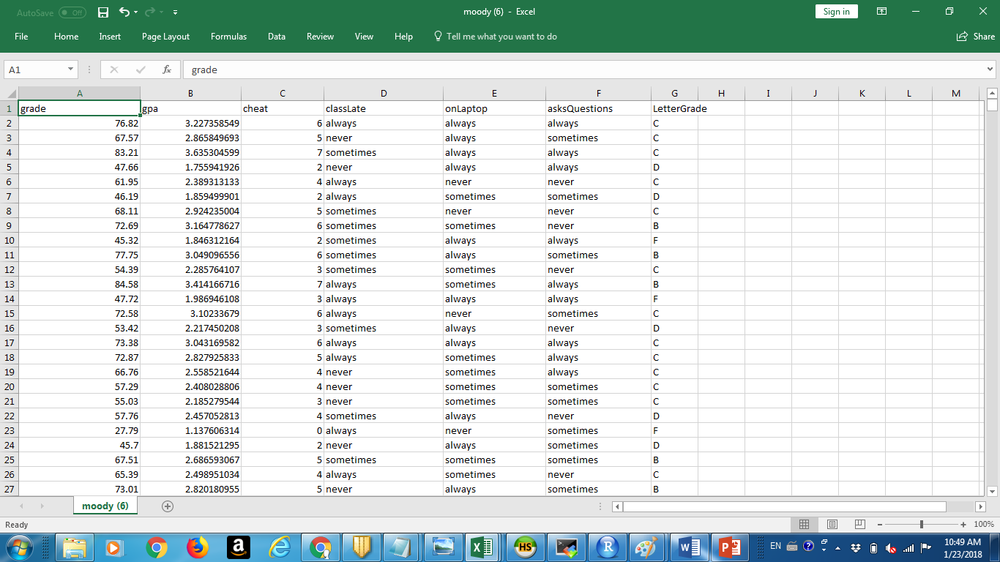 AutoSave Off moody (6) - Excel Sign in
File Home Insert Page Layout Formulas Data Review View Help Tell me what you want to do Share
A1 fx grade
A B C D E F G H I J K L M
1 grade gpa cheat classLate onLaptop asksQuestions LetterGrade
2 76.82 3.227358549 6 always always always C
3 67.57 2.865849693 5 never always sometimes C
4 83.21 3.635304599 7 sometimes always always C
5 47.66 1.755941926 2 never always always D
6 61.95 2.389313133 4 always never never C
7 46.19 1.859499901 2 always sometimes sometimes D
8 68.11 2.924235004 5 sometimes never never C
9 72.69 3.164778627 6 sometimes sometimes never B
10 45.32 1.846312164 2 sometimes always always F
11 77.75 3.049096556 6 sometimes always sometimes B
12 54.39 2.285764107 3 sometimes sometimes never C
13 84.58 3.414166716 7 always sometimes always B
14 47.72 1.986946108 3 always always always F
15 72.58 3.10233679 6 always never sometimes C
16 53.42 2.217450208 3 sometimes always never D
17 73.38 3.043169582 6 always always always C
18 72.87 2.827925833 5 always sometimes always C
19 66.76 2.558521644 4 never sometimes always C
20 57.29 2.408028806 4 never sometimes sometimes C
21 55.03 2.185279544 3 never sometimes sometimes C
22 57.76 2.457052813 4 sometimes always never D
23 27.79 1.137606314 0 always never sometimes F
24 45.7 1.881521295 2 never always sometimes D
25 67.51 2.686593067 5 sometimes sometimes sometimes B
26 65.39 2.498951034 4 always sometimes never C
27 73.01 2.820180955 5 never always sometimes B
moody (6)
Ready 100%
a e X HS R W P EN 10:49 AM
1/23/2018